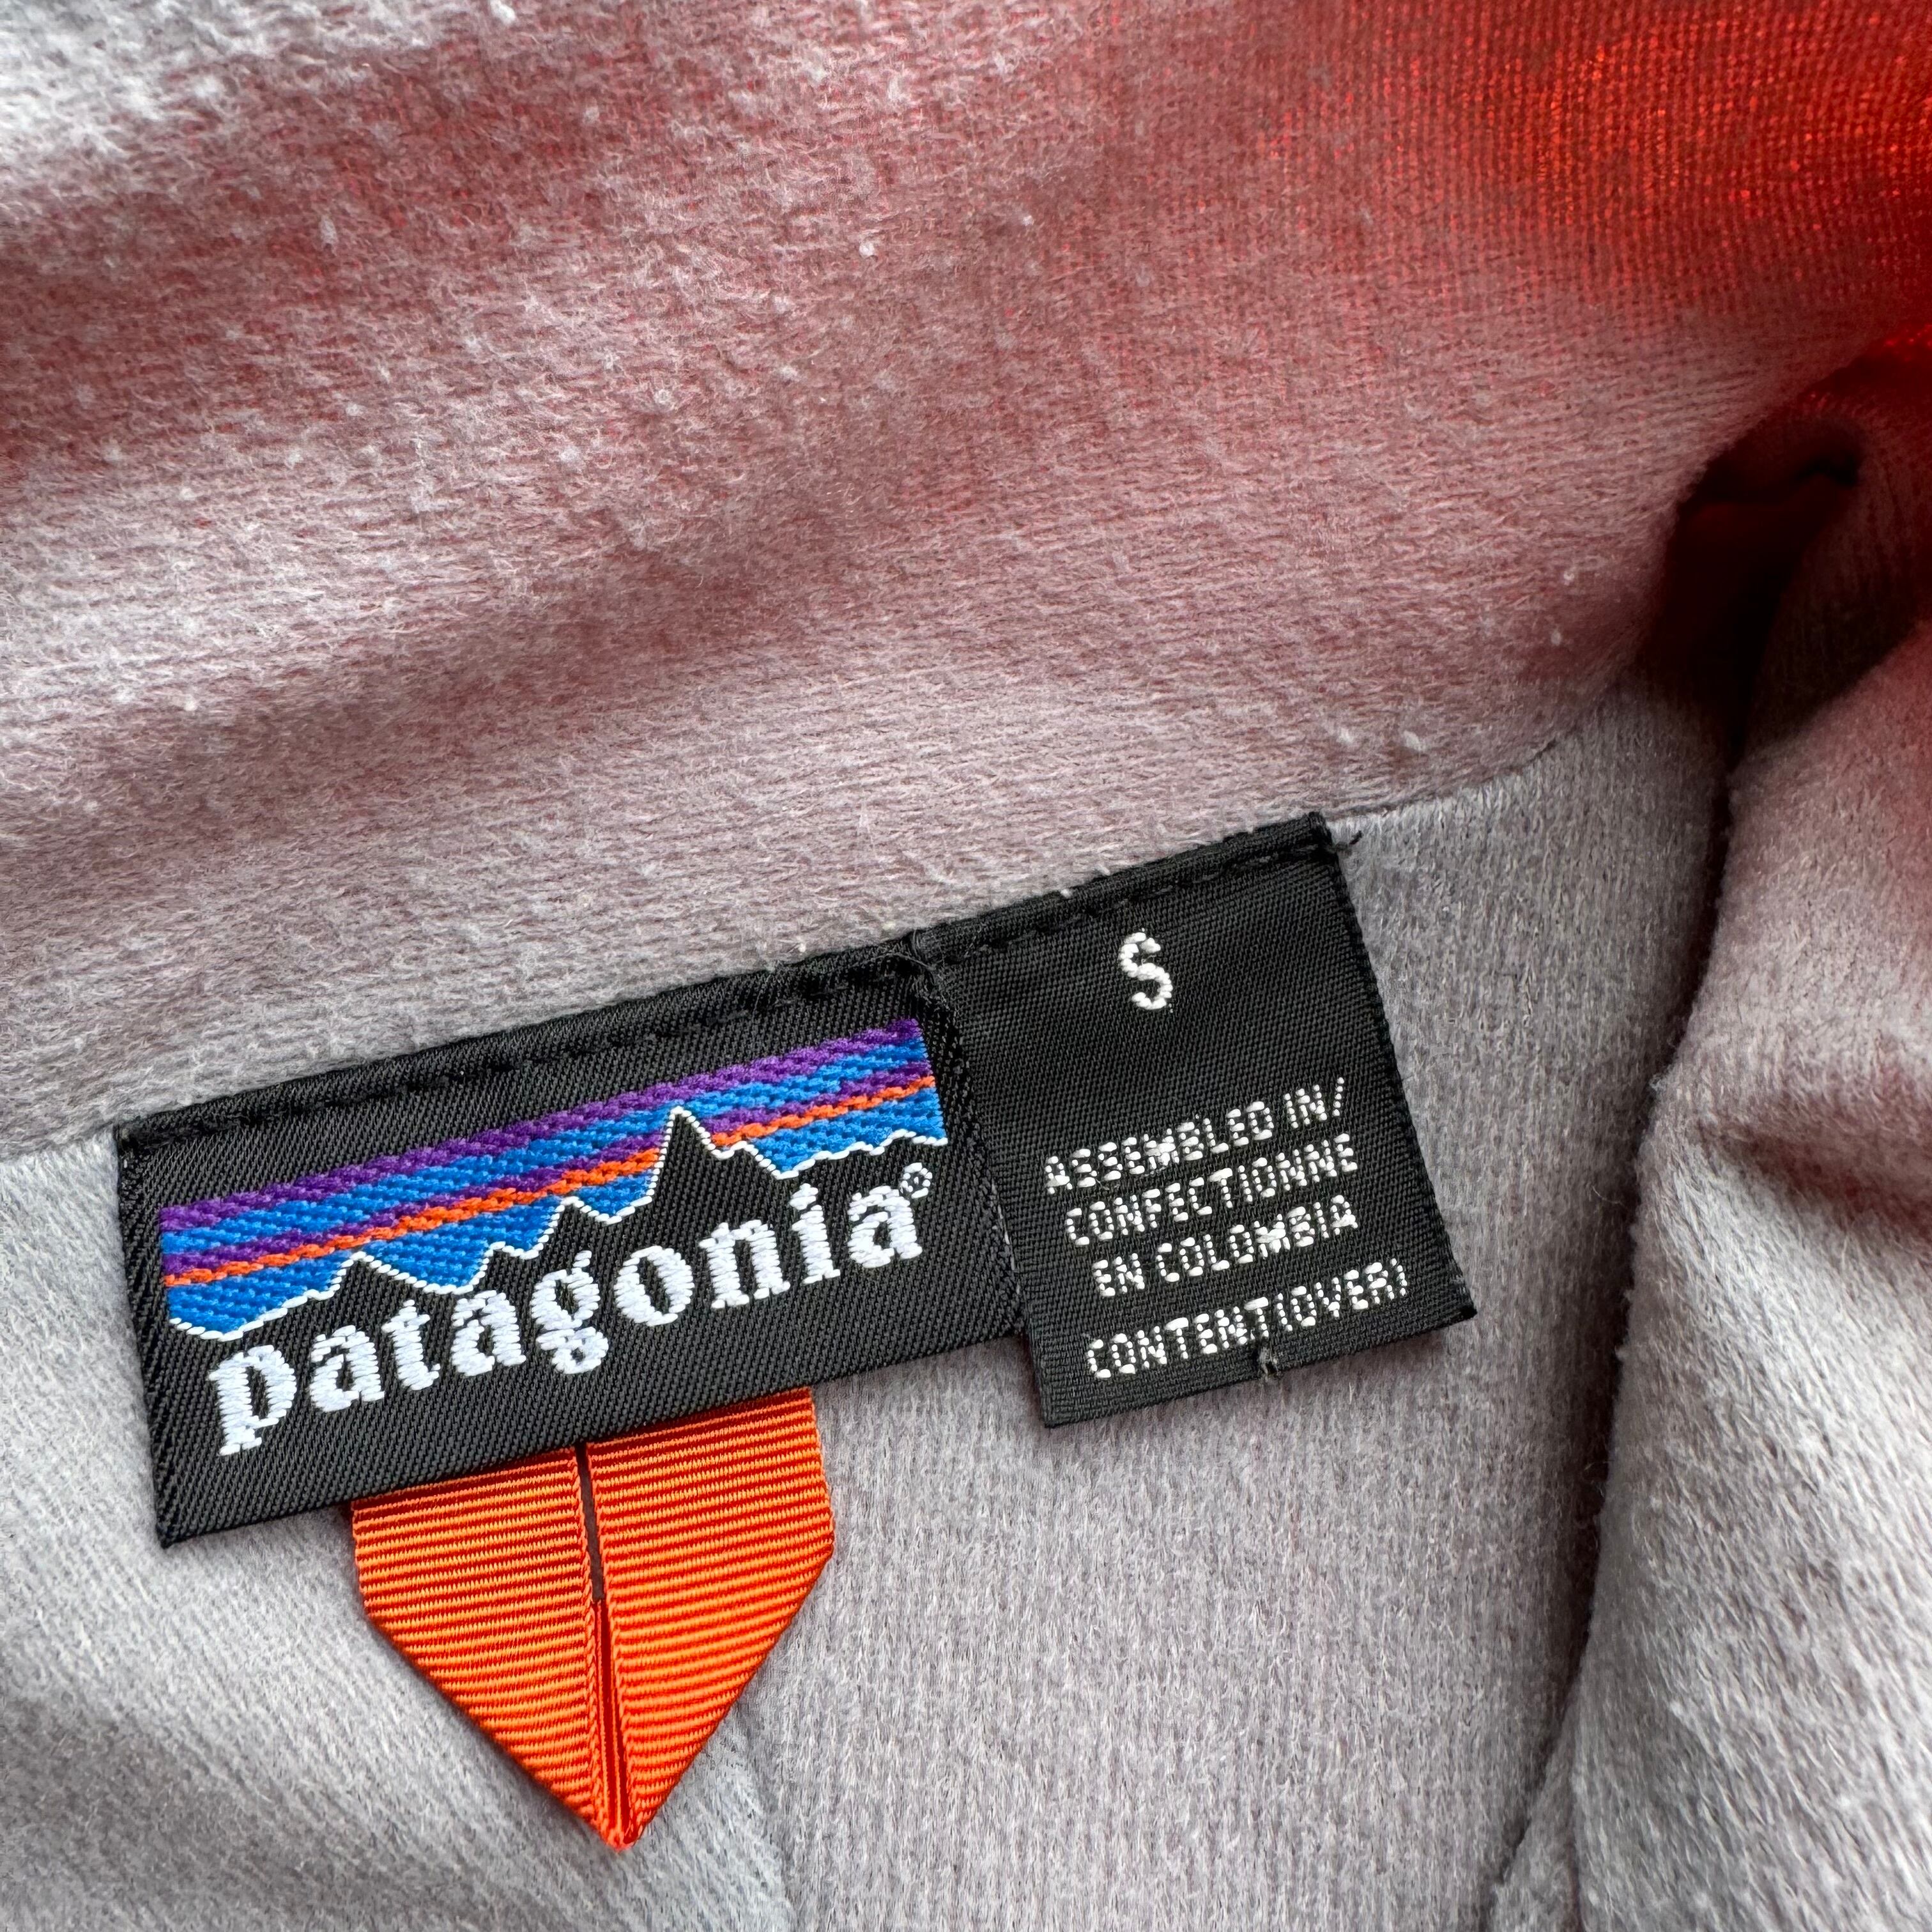 patagonia®
S
ASSEMBLED IN/
CONFECTIONNE
EN COLOMBIA
CONTENT(OVER)